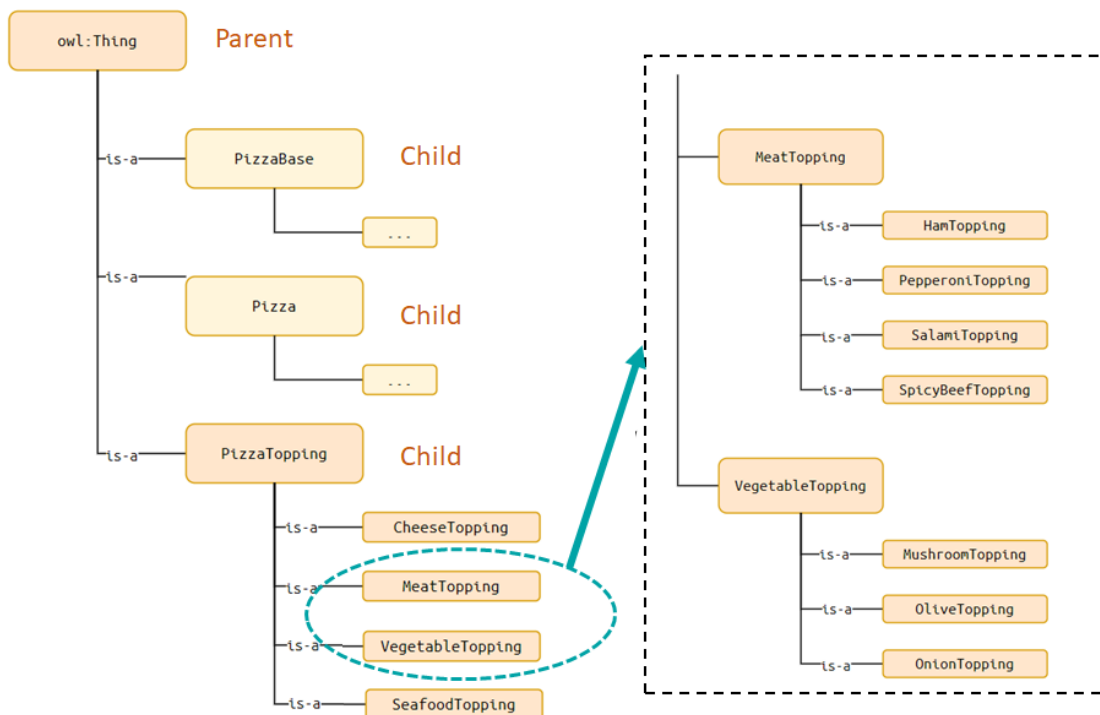 owl:Thing
Parent
is-a
PizzaBase
Child
...
is-a
Pizza
Child
...
is-a
PizzaTopping
Child
is-a
CheeseTopping
is-a
MeatTopping
is-a
VegetableTopping
is-a
SeafoodTopping
MeatTopping
is-a
HamTopping
is-a
PepperoniTopping
is-a
SalamiTopping
is-a
SpicyBeefTopping
VegetableTopping
is-a
MushroomTopping
is-a
OliveTopping
is-a
OnionTopping